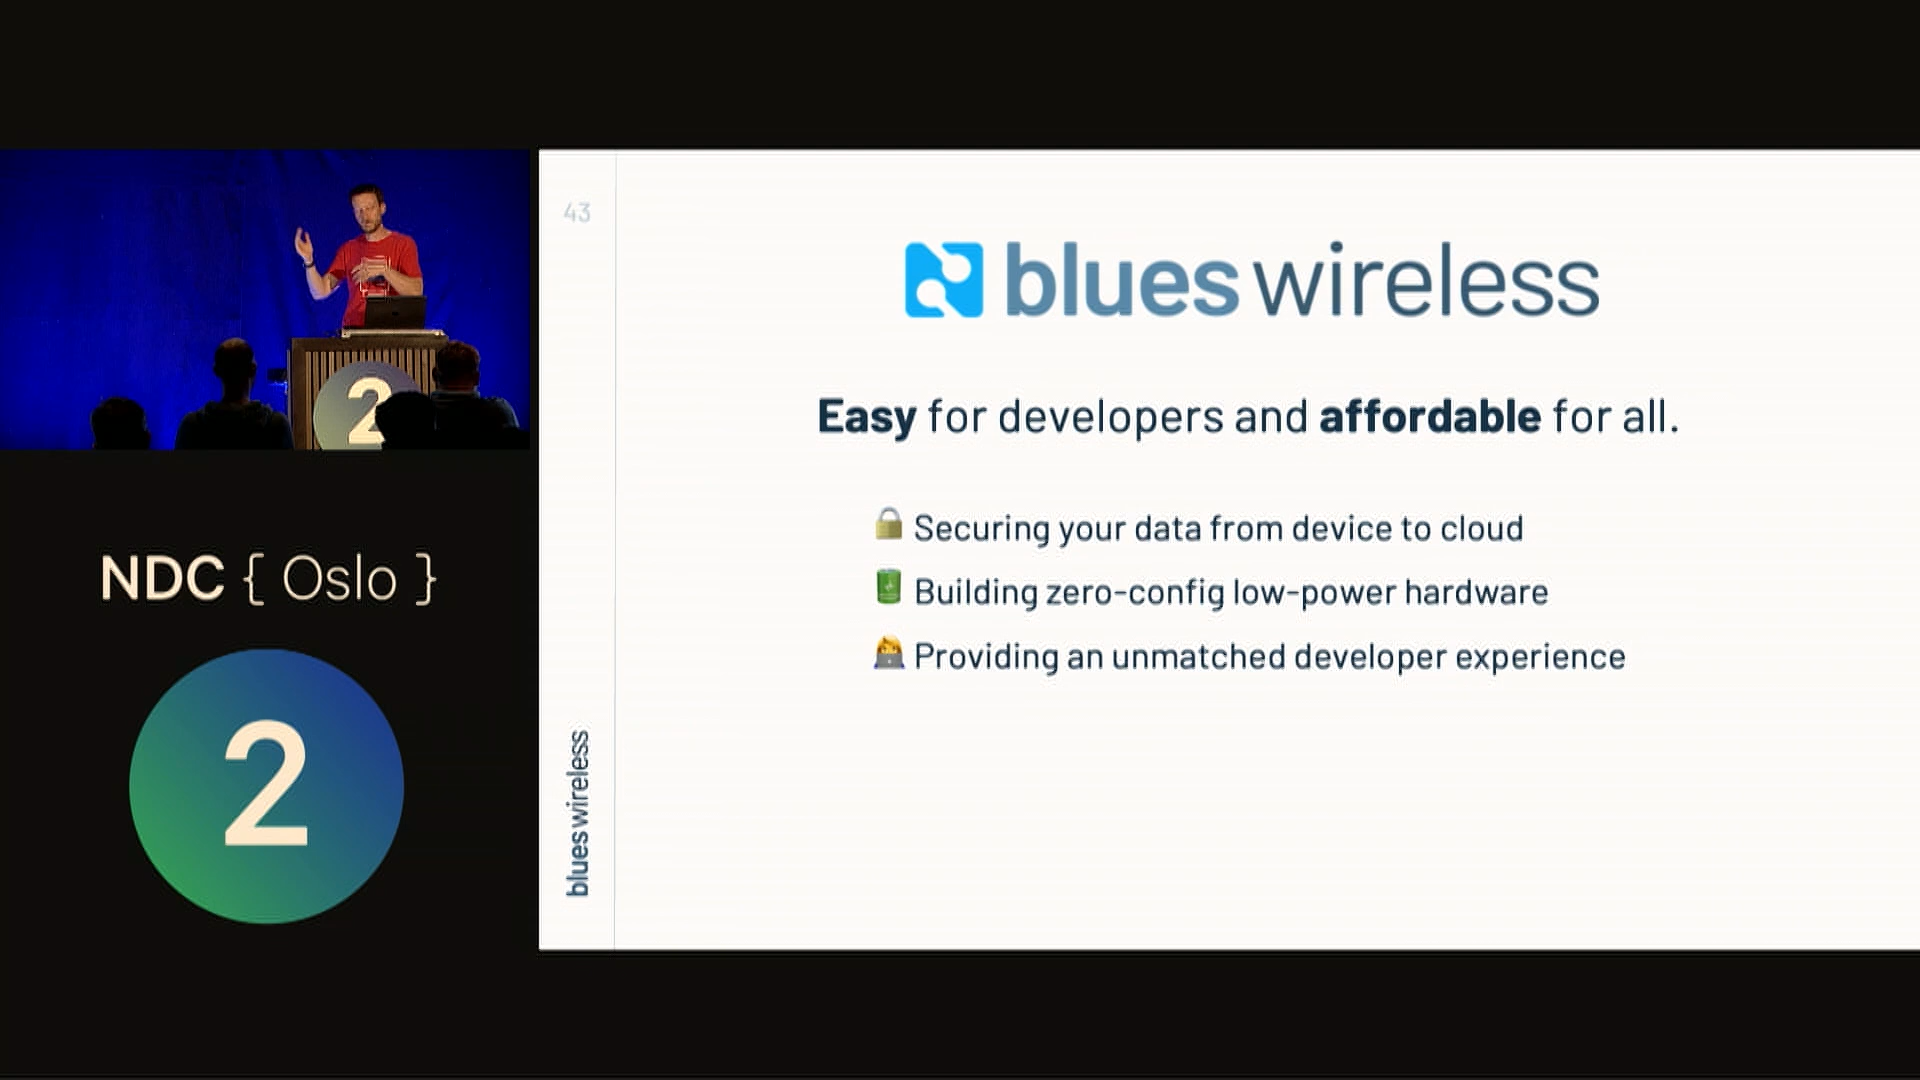 43
blues wireless
Easy for developers and affordable for all.
Securing your data from device to cloud
Building zero-config low-power hardware
Providing an unmatched developer experience
blues wireless
2
NDC { Oslo }
2